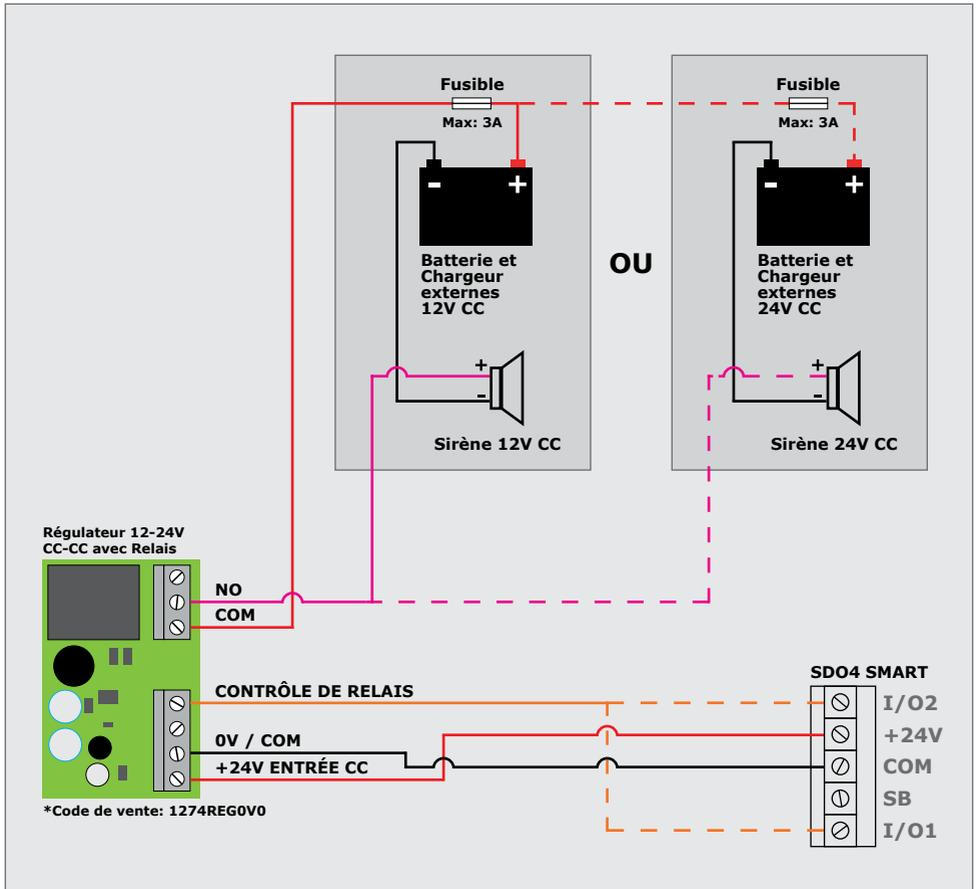 Fusible
Max: 3A
-
+
Batterie et
Chargeur
externes
12V CC
+
-
Sirène 12V CC
OU
Fusible
Max: 3A
-
+
Batterie et
Chargeur
externes
24V CC
+
-
Sirène 24V CC
Régulateur 12-24V
CC-CC avec Relais
NO
COM
CONTRÔLE DE RELAIS
0V / COM
+24V ENTRÉE CC
*Code de vente: 1274REG0V0
SDO4 SMART
I/O2
+24V
COM
SB
I/O1